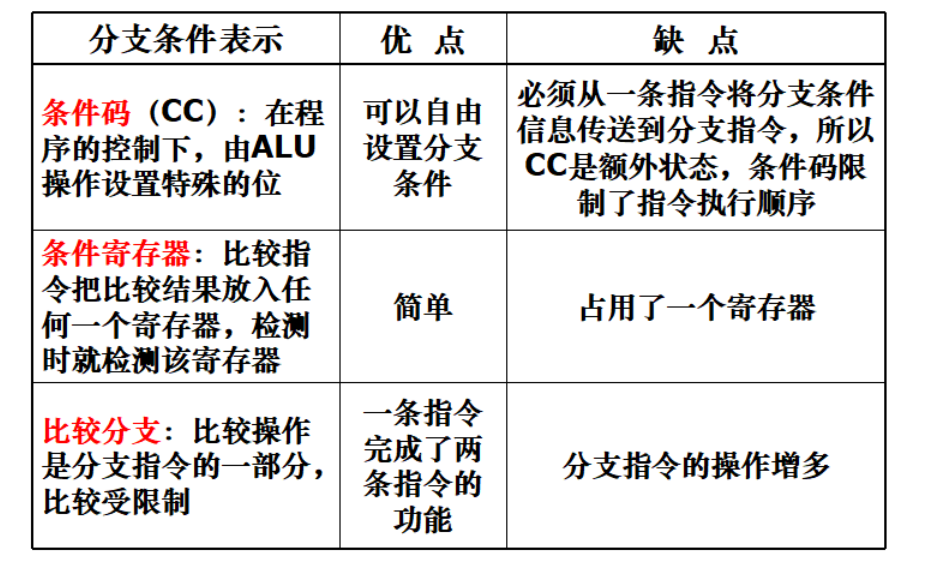 分支条件表示
优 点
缺 点
条件码（CC）：在程
序的控制下，由ALU
操作设置特殊的位
可以自由
设置分支
条件
必须从一条指令将分支条件
信息传送到分支指令，所以
CC是额外状态，条件码限
制了指令执行顺序
条件寄存器：比较指
令把比较结果放入任
何一个寄存器，检测
时就检测该寄存器
简单
占用了一个寄存器
比较分支：比较操作
是分支指令的一部分，
比较受限制
一条指令
完成了两
条指令的
功能
分支指令的操作增多